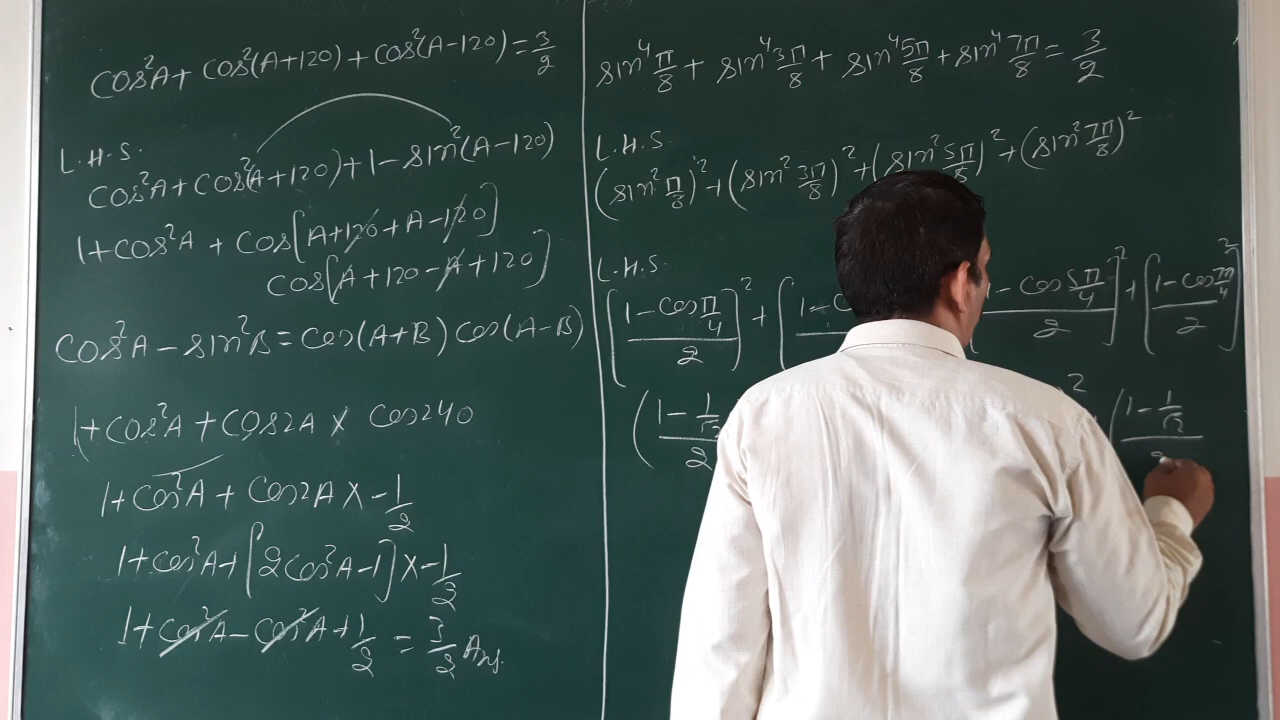 cos²A + cos²(A+120) + cos²(A-120) = 3/2
L.H.S.
cos²A + cos²(A+120) + 1 - sin²(A-120)
1 + cos²A + cos[A+120+A-120]
cos[A+120-A+120]
cos²A - sin²B = cos(A+B) cos(A-B)
1 + cos²A + cos2A × cos240
1 + cos²A + cos2A × -1/2
1 + cos²A + [2cos²A-1] × -1/2
1 + cos²A - cos²A + 1/2 = 3/2 Ans.
sin⁴ π/8 + sin⁴ 3π/8 + sin⁴ 5π/8 + sin⁴ 7π/8 = 3/2
L.H.S.
(sin² π/8)² + (sin² 3π/8)² + (sin² 5π/8)² + (sin² 7π/8)²
L.H.S.
[(1 - cos π/4)/2]² + [1 - - cos 5π/4 /2]² + [(1 - cos 7π/4)/2]²
(1 - 1/√2 /2 ² (1 - 1/√2